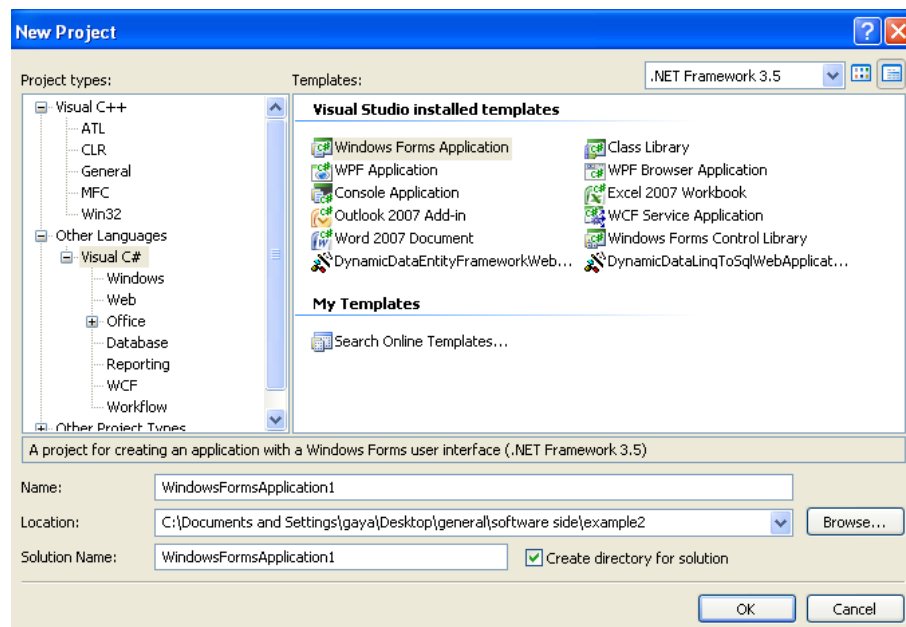 New Project
Project types:
Templates:
.NET Framework 3.5
Visual C++
ATL
CLR
General
MFC
Win32
Other Languages
Visual C#
Windows
Web
Office
Database
Reporting
WCF
Workflow
Other Project Types
Visual Studio installed templates
Windows Forms Application
Class Library
WPF Application
WPF Browser Application
Console Application
Excel 2007 Workbook
Outlook 2007 Add-in
WCF Service Application
Word 2007 Document
Windows Forms Control Library
DynamicDataEntityFrameworkWeb...
DynamicDataLinqToSqlWebApplicat...
My Templates
Search Online Templates...
A project for creating an application with a Windows Forms user interface (.NET Framework 3.5)
Name:
WindowsFormsApplication1
Location:
C:\Documents and Settings\gaya\Desktop\general\software side\example2
Browse...
Solution Name:
WindowsFormsApplication1
Create directory for solution
OK
Cancel